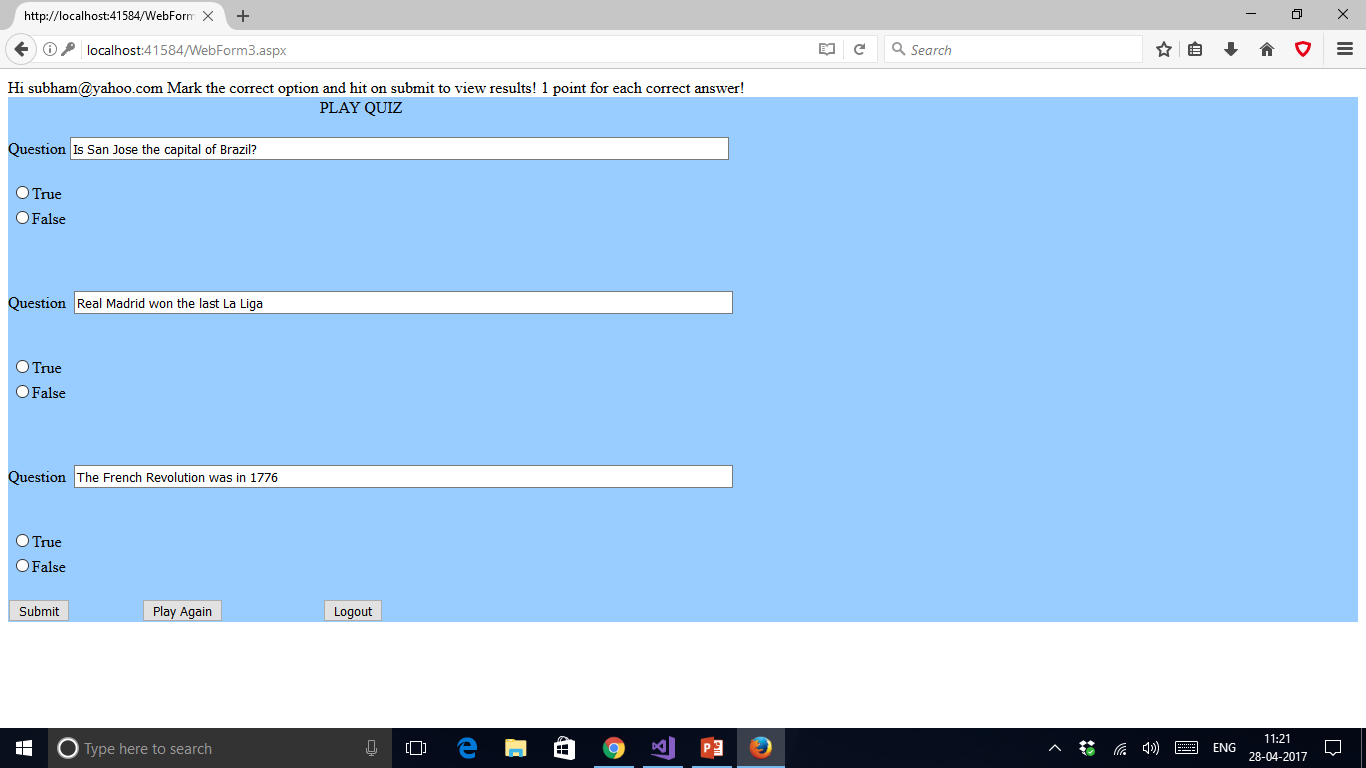 http://localhost:41584/WebForm
localhost:41584/WebForm3.aspx
Search
Hi subham@yahoo.com Mark the correct option and hit on submit to view results! 1 point for each correct answer!
PLAY QUIZ
Question Is San Jose the capital of Brazil?
True
False
Question Real Madrid won the last La Liga
True
False
Question The French Revolution was in 1776
True
False
Submit Play Again Logout
Type here to search
ENG
11:21
28-04-2017